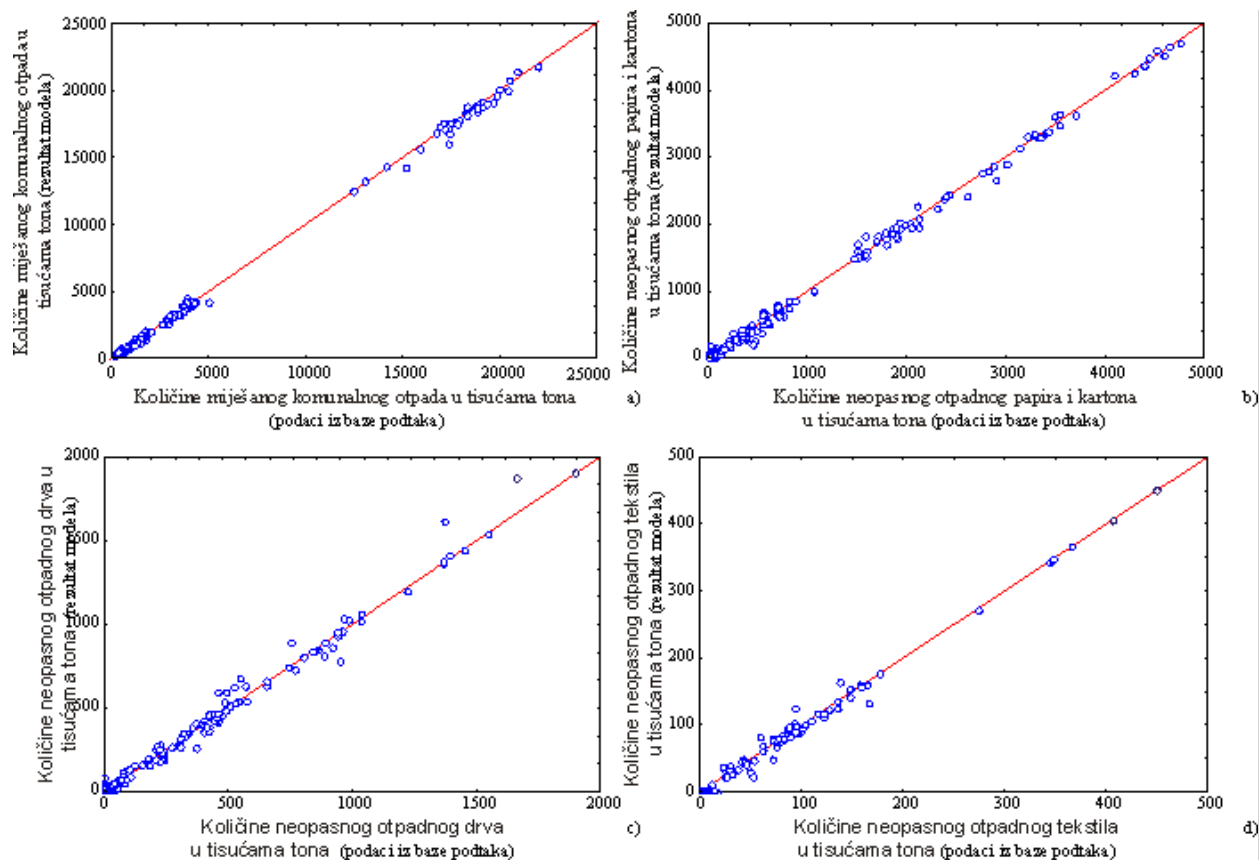 Količine miješanog komunalnog otpada u
tisućama tona (rezultat modela)
25000
20000
15000
10000
5000
0
0 5000 10000 15000 20000 25000
Količine miješanog komunalnog otpada u tisućama tona
(podaci iz baze podtaka)
a)
Količine neopasnog otpadnog papira i kartona
u tisućama tona (rezultat modela)
5000
4000
3000
2000
1000
0
0 1000 2000 3000 4000 5000
Količine neopasnog otpadnog papira i kartona
u tisućama tona (podaci iz baze podtaka)
b)
Količine neopasnog otpadnog drva u
tisućama tona (rezultat modela)
2000
1500
1000
500
0
0 500 1000 1500 2000
Količine neopasnog otpadnog drva
u tisućama tona (podaci iz baze podtaka)
c)
Količine neopasnog otpadnog tekstila
u tisućama tona (rezultat modela)
500
400
300
200
100
0
0 100 200 300 400 500
Količine neopasnog otpadnog tekstila
u tisućama tona (podaci iz baze podtaka)
d)